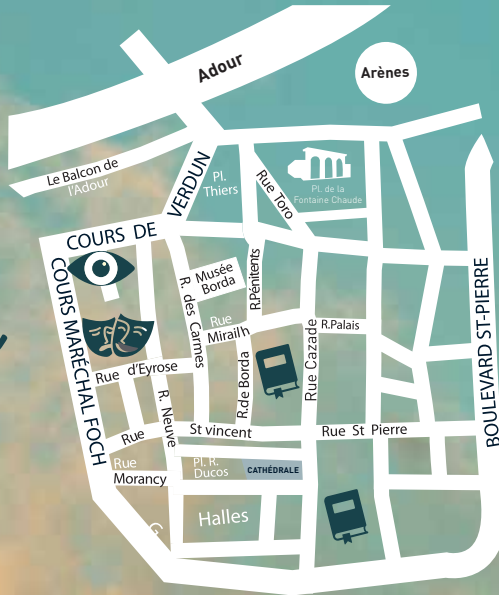 Adour
Arènes
Le Balcon de
l'Adour
VERDUN
Pl.
Thiers
Rue Toro
Pl. de la
Fontaine Chaude
COURS DE
COURS MARÉCHAL FOCH
Musée
Borda
R. des Carmes
R.Pénitents
Rue
Mirailh
R.de Borda
Rue Cazade
R.Palais
BOULEVARD ST-PIERRE
Rue d'Eyrose
R. Neuve
Rue
St vincent
Rue St Pierre
Rue
Morancy
Pl. R.
Ducos
CATHÉDRALE
Halles